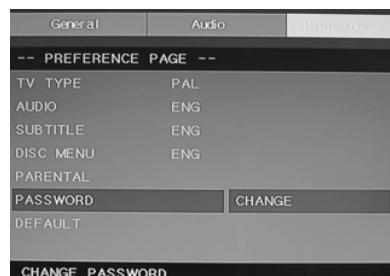 General Audio Preference
-- PREFERENCE PAGE --
TV TYPE PAL
AUDIO ENG
SUBTITLE ENG
DISC MENU ENG
PARENTAL
PASSWORD CHANGE
DEFAULT
CHANGE PASSWORD